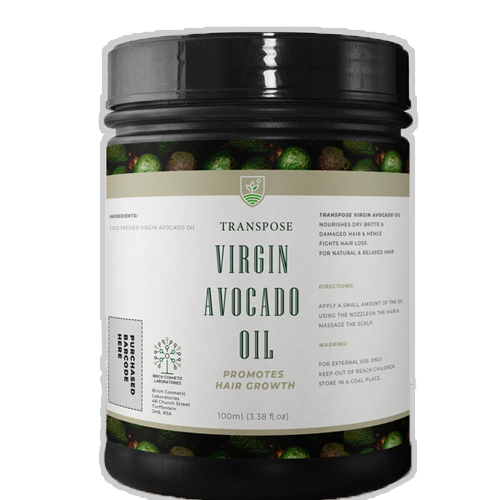 INGREDIENTS:
COLD PRESSED VIRGIN AVOCADO OIL
PURCHASED
BARCODE
HERE
BRICH COSMETIC
LABORATORIES
Brich Cosmetic
Laboratories
48 Church Street
Turffontein
JHB, RSA
TRANSPOSE
VIRGIN
AVOCADO
OIL
PROMOTES
HAIR GROWTH
100ml (3.38 fl.oz)
TRANSPOSE VIRGIN AVOCADO OIL
NOURISHES DRY BRITTE &
DAMAGED HAIR & HENCE
FIGHTS HAIR LOSS.
FOR NATURAL & RELAXED HAIR
DIRECTIONS:
APPLY A SMALL AMOUNT OF THE OIL
USING THE NOZZLEON THE HAIR &
MASSAGE THE SCALP.
WARNING:
FOR EXTERNAL USE ONLY.
KEEP OUT OF REACH CHILDREN.
STORE IN A COAL PLACE.